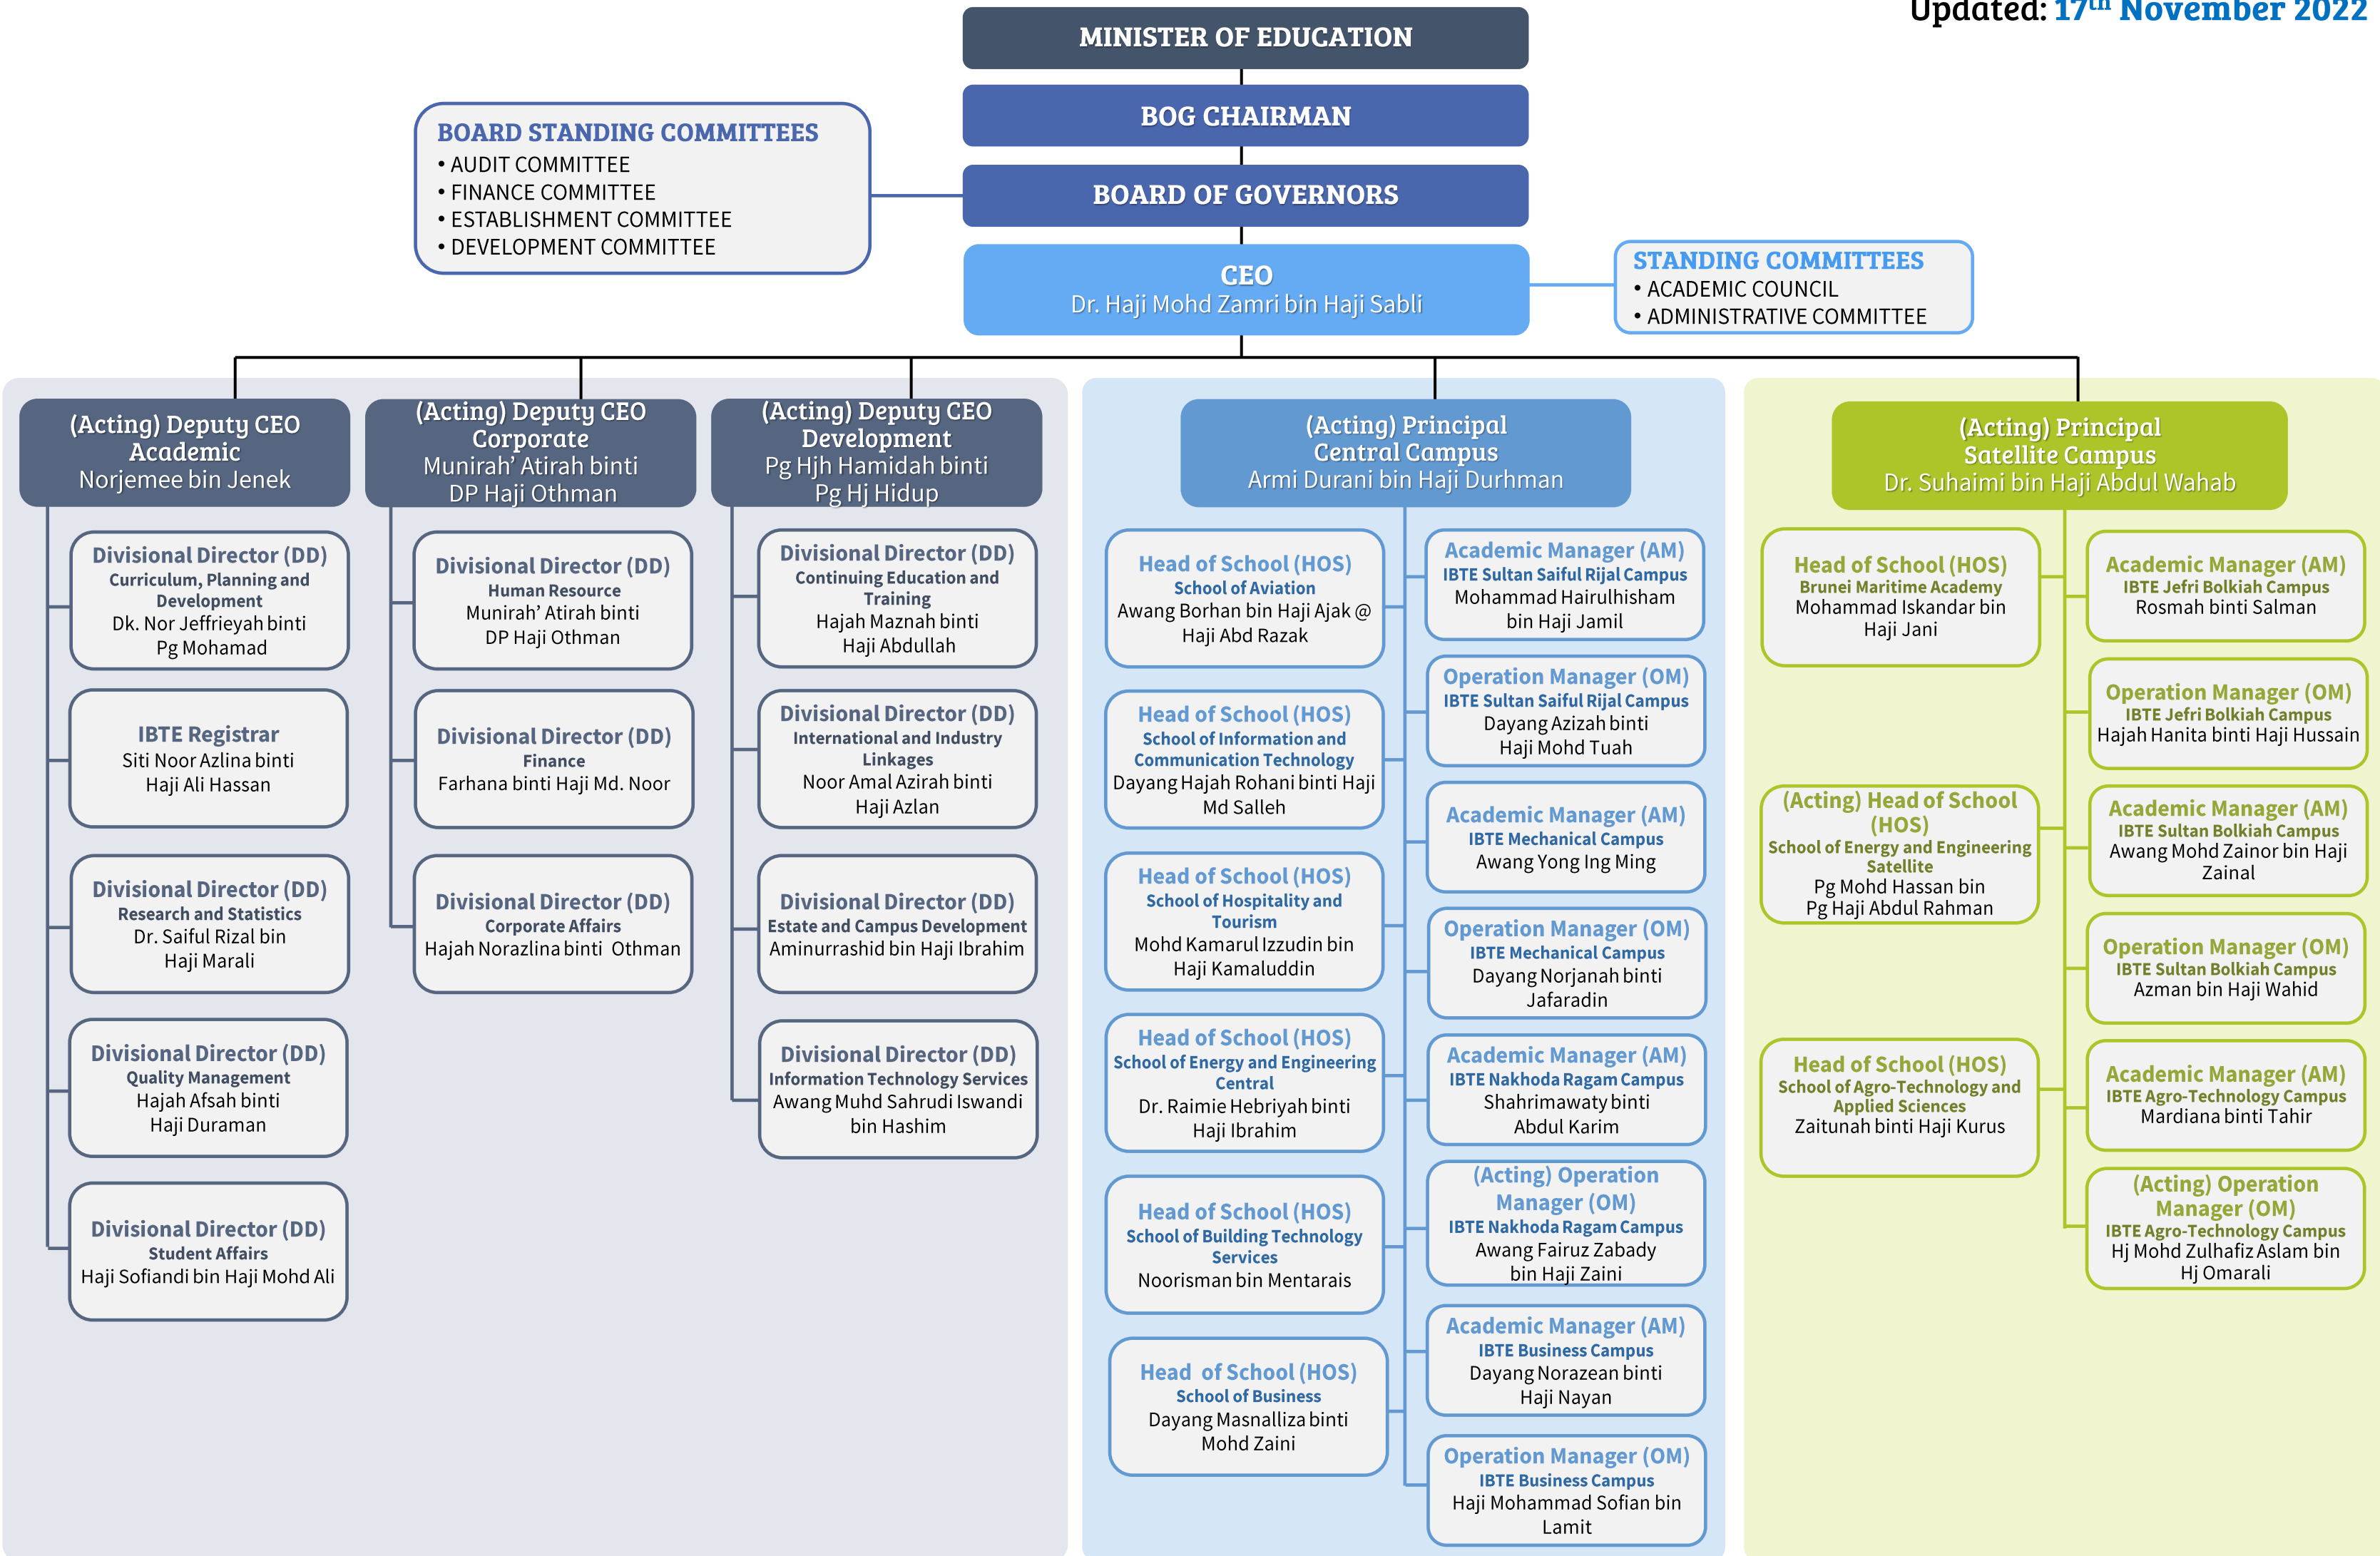 Updated: 17th November 2022
MINISTER OF EDUCATION
BOG CHAIRMAN
BOARD OF GOVERNORS
BOARD STANDING COMMITTEES
• AUDIT COMMITTEE
• FINANCE COMMITTEE
• ESTABLISHMENT COMMITTEE
• DEVELOPMENT COMMITTEE
CEO
Dr. Haji Mohd Zamri bin Haji Sabli
STANDING COMMITTEES
• ACADEMIC COUNCIL
• ADMINISTRATIVE COMMITTEE
(Acting) Deputy CEO
Academic
Norjemee bin Jenek
Divisional Director (DD)
Curriculum, Planning and
Development
Dk. Nor Jeffrieyah binti
Pg Mohamad
IBTE Registrar
Siti Noor Azlina binti
Haji Ali Hassan
Divisional Director (DD)
Research and Statistics
Dr. Saiful Rizal bin
Haji Marali
Divisional Director (DD)
Quality Management
Hajah Afsah binti
Haji Duraman
Divisional Director (DD)
Student Affairs
Haji Sofiandi bin Haji Mohd Ali
(Acting) Deputy CEO
Corporate
Munirah’ Atirah binti
DP Haji Othman
Divisional Director (DD)
Human Resource
Munirah’ Atirah binti
DP Haji Othman
Divisional Director (DD)
Finance
Farhana binti Haji Md. Noor
Divisional Director (DD)
Corporate Affairs
Hajah Norazlina binti Othman
(Acting) Deputy CEO
Development
Pg Hjh Hamidah binti
Pg Hj Hidup
Divisional Director (DD)
Continuing Education and
Training
Hajah Maznah binti
Haji Abdullah
Divisional Director (DD)
International and Industry
Linkages
Noor Amal Azirah binti
Haji Azlan
Divisional Director (DD)
Estate and Campus Development
Aminurrashid bin Haji Ibrahim
Divisional Director (DD)
Information Technology Services
Awang Muhd Sahrudi Iswandi
bin Hashim
(Acting) Principal
Central Campus
Armi Durani bin Haji Durhman
Head of School (HOS)
School of Aviation
Awang Borhan bin Haji Ajak @
Haji Abd Razak
Head of School (HOS)
School of Information and
Communication Technology
Dayang Hajah Rohani binti Haji
Md Salleh
Head of School (HOS)
School of Hospitality and
Tourism
Mohd Kamarul Izzudin bin
Haji Kamaluddin
Head of School (HOS)
School of Energy and Engineering
Central
Dr. Raimie Hebriyah binti
Haji Ibrahim
Head of School (HOS)
School of Building Technology
Services
Noorisman bin Mentarais
Head of School (HOS)
School of Business
Dayang Masnalliza binti
Mohd Zaini
Academic Manager (AM)
IBTE Sultan Saiful Rijal Campus
Mohammad Hairulhisham
bin Haji Jamil
Operation Manager (OM)
IBTE Sultan Saiful Rijal Campus
Dayang Azizah binti
Haji Mohd Tuah
Academic Manager (AM)
IBTE Mechanical Campus
Awang Yong Ing Ming
Operation Manager (OM)
IBTE Mechanical Campus
Dayang Norjanah binti
Jafaradin
Academic Manager (AM)
IBTE Nakhoda Ragam Campus
Shahrimawaty binti
Abdul Karim
(Acting) Operation
Manager (OM)
IBTE Nakhoda Ragam Campus
Awang Fairuz Zabady
bin Haji Zaini
Academic Manager (AM)
IBTE Business Campus
Dayang Norazean binti
Haji Nayan
Operation Manager (OM)
IBTE Business Campus
Haji Mohammad Sofian bin
Lamit
(Acting) Principal
Satellite Campus
Dr. Suhaimi bin Haji Abdul Wahab
Head of School (HOS)
Brunei Maritime Academy
Mohammad Iskandar bin
Haji Jani
(Acting) Head of School
(HOS)
School of Energy and Engineering
Satellite
Pg Mohd Hassan bin
Pg Haji Abdul Rahman
Head of School (HOS)
School of Agro-Technology and
Applied Sciences
Zaitunah binti Haji Kurus
Academic Manager (AM)
IBTE Jefri Bolkiah Campus
Rosmah binti Salman
Operation Manager (OM)
IBTE Jefri Bolkiah Campus
Hajah Hanita binti Haji Hussain
Academic Manager (AM)
IBTE Sultan Bolkiah Campus
Awang Mohd Zainor bin Haji
Zainal
Operation Manager (OM)
IBTE Sultan Bolkiah Campus
Azman bin Haji Wahid
Academic Manager (AM)
IBTE Agro-Technology Campus
Mardiana binti Tahir
(Acting) Operation
Manager (OM)
IBTE Agro-Technology Campus
Hj Mohd Zulhafiz Aslam bin
Hj Omarali